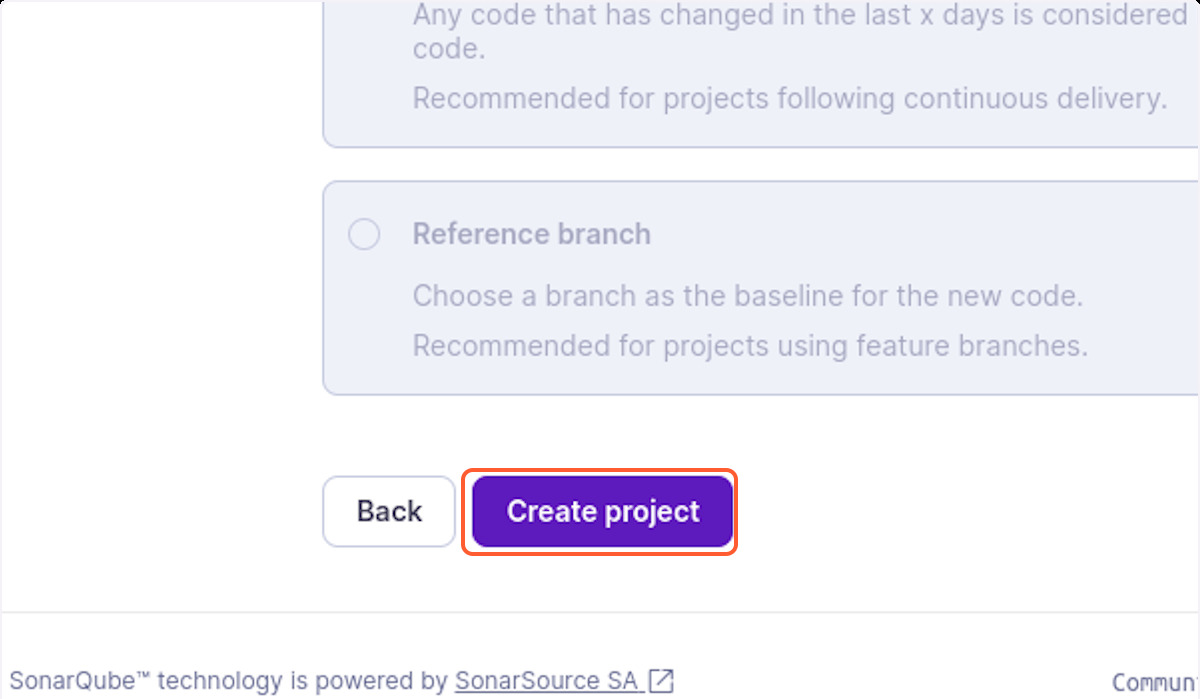 Any code that has changed in the last x days is considered
code.
Recommended for projects following continuous delivery.
Reference branch
Choose a branch as the baseline for the new code.
Recommended for projects using feature branches.
Back
Create project
SonarQube™ technology is powered by SonarSource SA
Commun